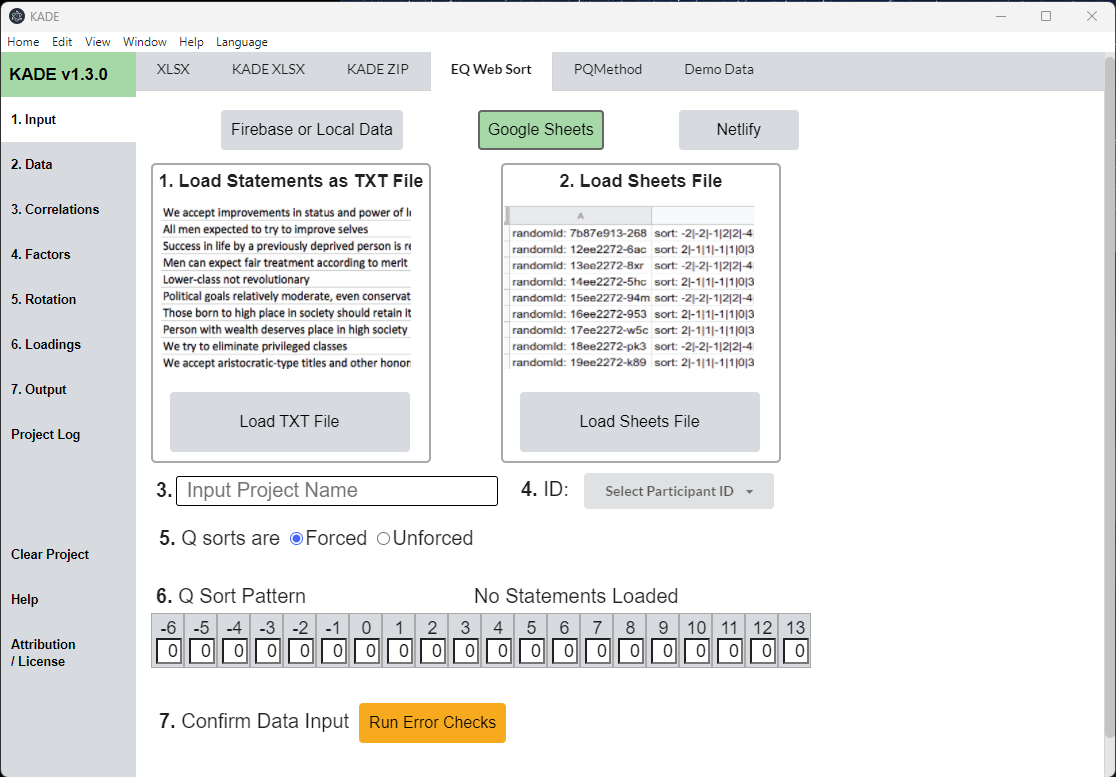 KADE
Home Edit View Window Help Language
KADE v1.3.0
XLSX KADE XLSX KADE ZIP EQ Web Sort PQMethod Demo Data
1. Input
2. Data
3. Correlations
4. Factors
5. Rotation
6. Loadings
7. Output
Project Log
Clear Project
Help
Attribution
/ License
Firebase or Local Data Google Sheets Netlify
1. Load Statements as TXT File
We accept improvements in status and power of
All men expected to try to improve selves
Success in life by a previously deprived person is
Men can expect fair treatment according to merit
Lower-class not revolutionary
Political goals relatively moderate, even conservat
Those born to high place in society should retain it
Person with wealth deserves place in high society
We try to eliminate privileged classes
We accept aristocratic-type titles and other honor
Load TXT File
2. Load Sheets File
A
randomId: 7b87e913-268 sort: -2|-2|-1|2|2|-4
randomId: 12ee2272-6ac sort: 2|-1|1|-1|1|0|3
randomId: 13ee2272-8xr sort: -2|-2|-1|2|2|-4
randomId: 14ee2272-5hc sort: 2|-1|1|-1|1|0|3
randomId: 15ee2272-94m sort: -2|-2|-1|2|2|-4
randomId: 16ee2272-953 sort: 2|-1|1|-1|1|0|3
randomId: 17ee2272-w5c sort: 2|-1|1|-1|1|0|3
randomId: 18ee2272-pk3 sort: -2|-2|-1|2|2|-4
randomId: 19ee2272-k89 sort: 2|-1|1|-1|1|0|3
Load Sheets File
3. Input Project Name 4. ID: Select Participant ID
5. Q sorts are Forced Unforced
6. Q Sort Pattern No Statements Loaded
-6 -5 -4 -3 -2 -1 0 1 2 3 4 5 6 7 8 9 10 11 12 13
0 0 0 0 0 0 0 0 0 0 0 0 0 0 0 0 0 0 0 0
7. Confirm Data Input Run Error Checks